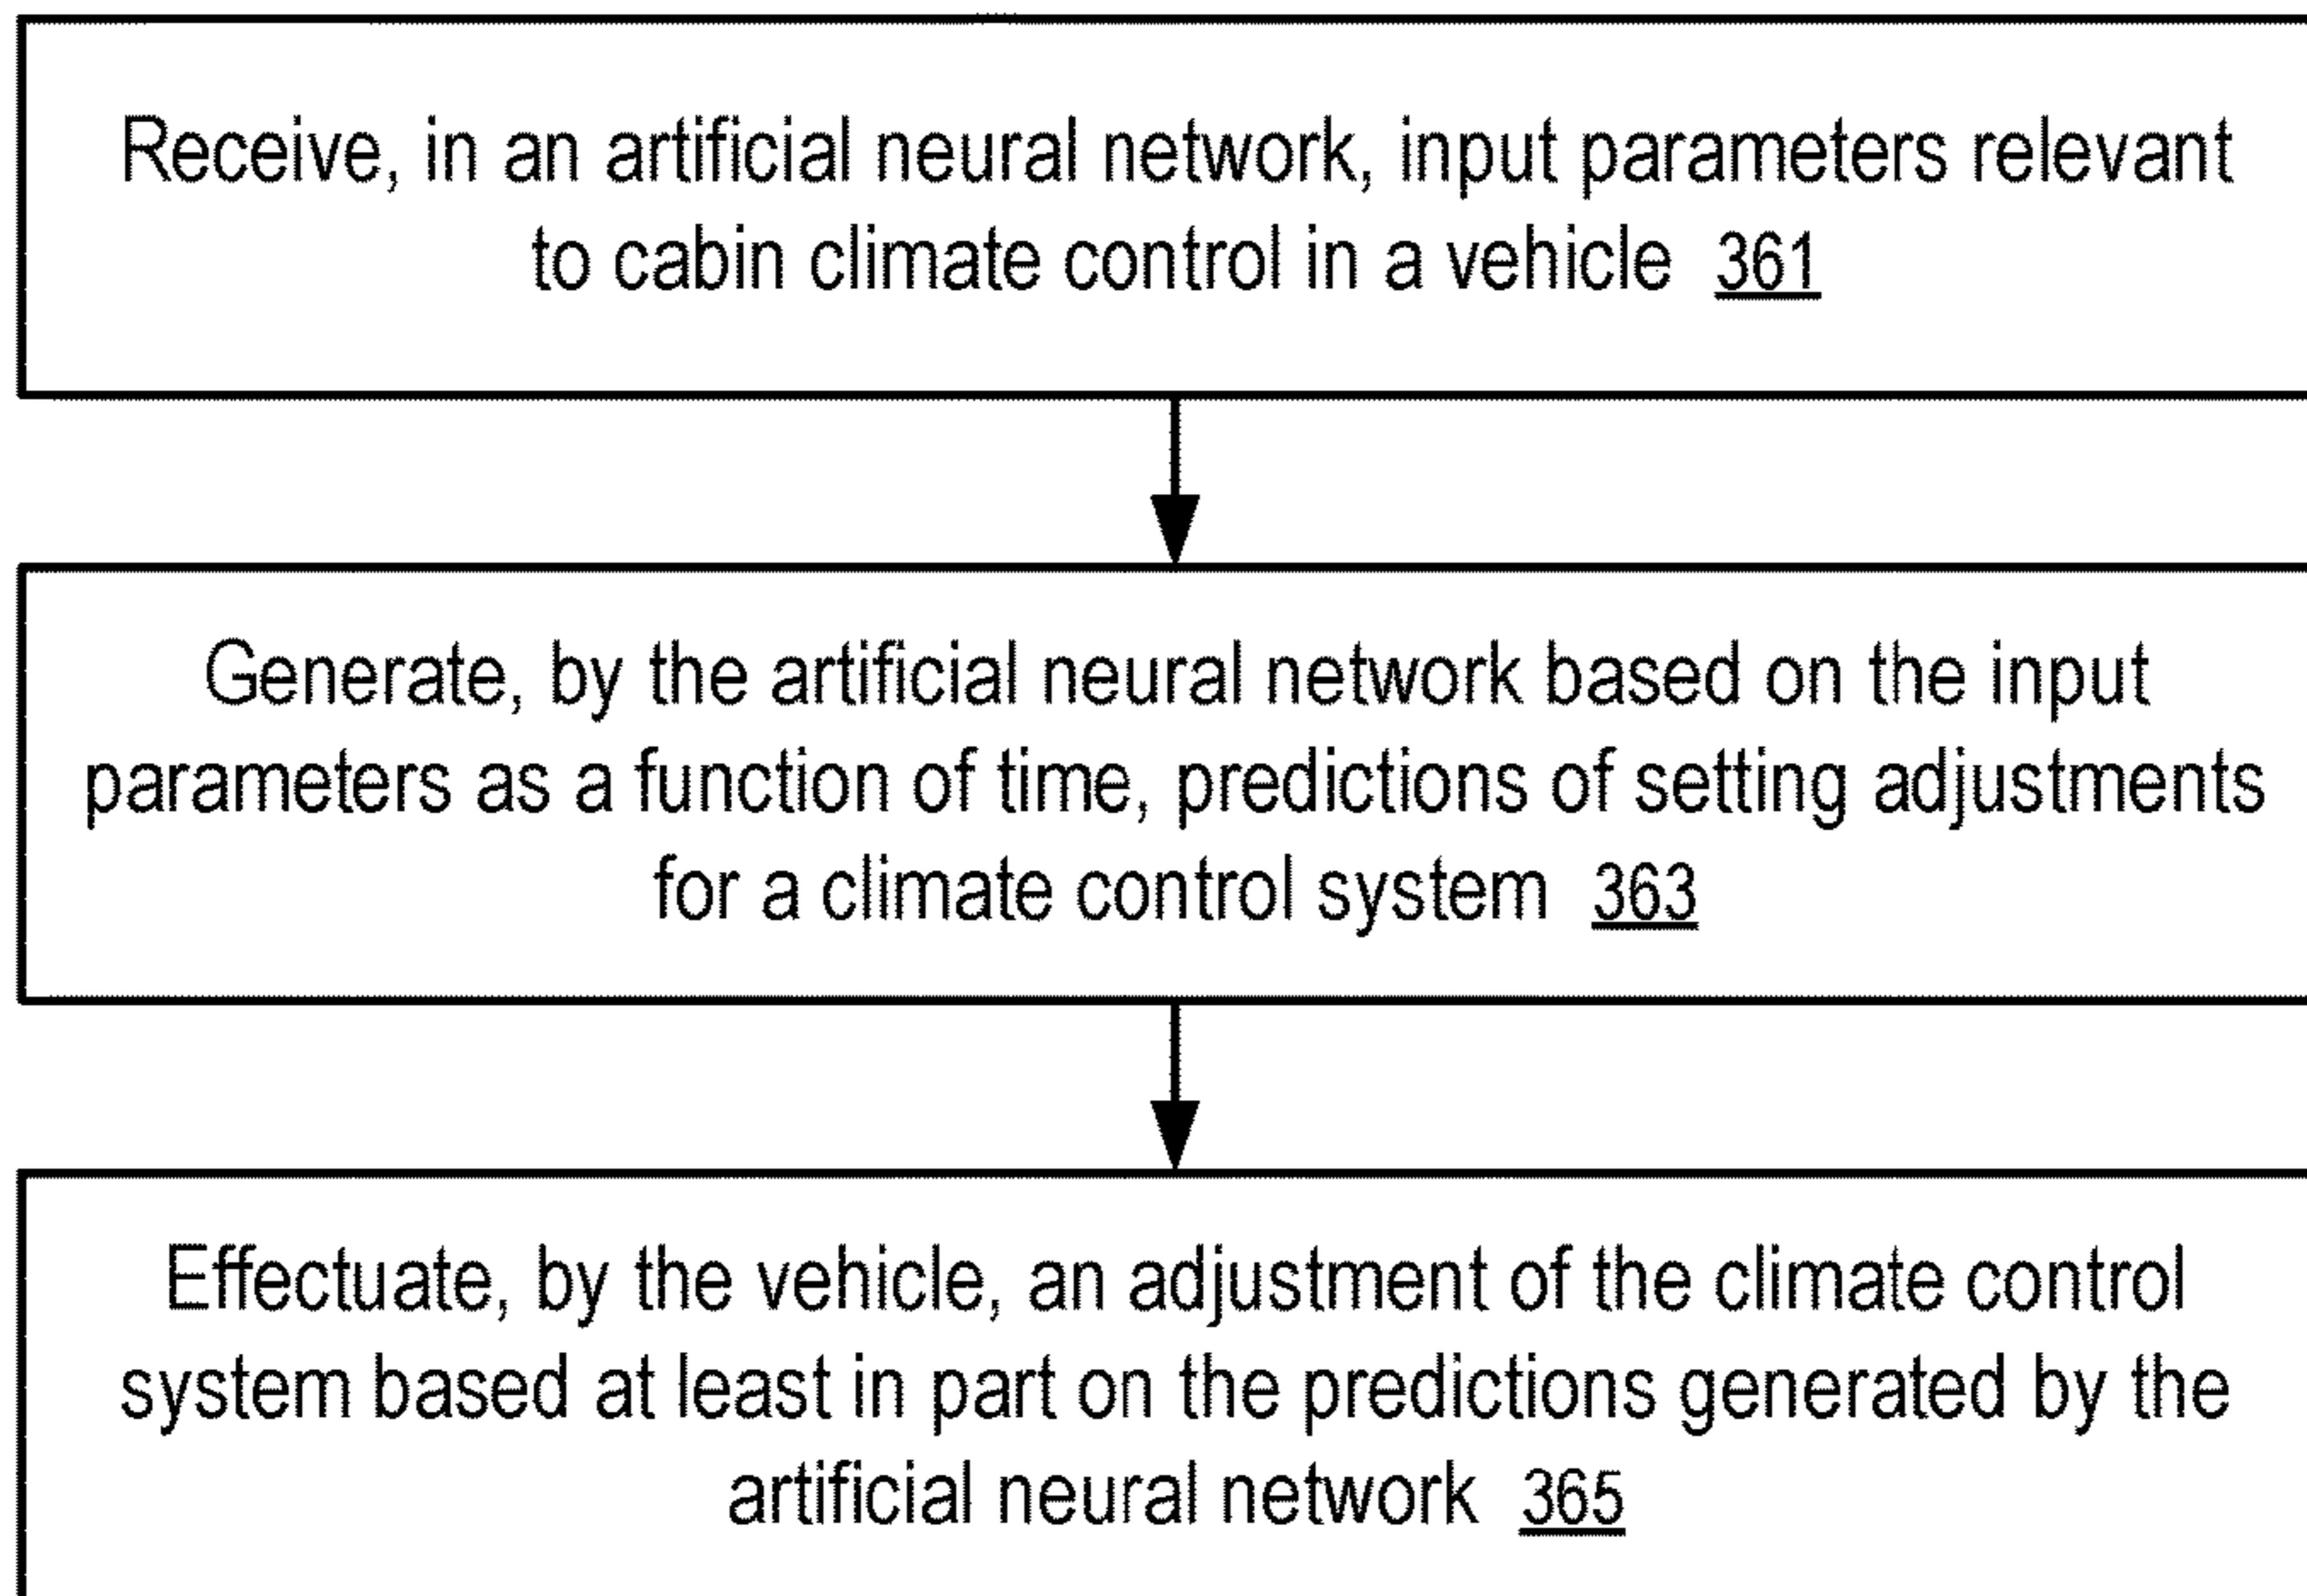 Receive, in an artificial neural network, input parameters relevant
to cabin climate control in a vehicle 361
Generate, by the artificial neural network based on the input
parameters as a function of time, predictions of setting adjustments
for a climate control system 363
Effectuate, by the vehicle, an adjustment of the climate control
system based at least in part on the predictions generated by the
artificial neural network 365